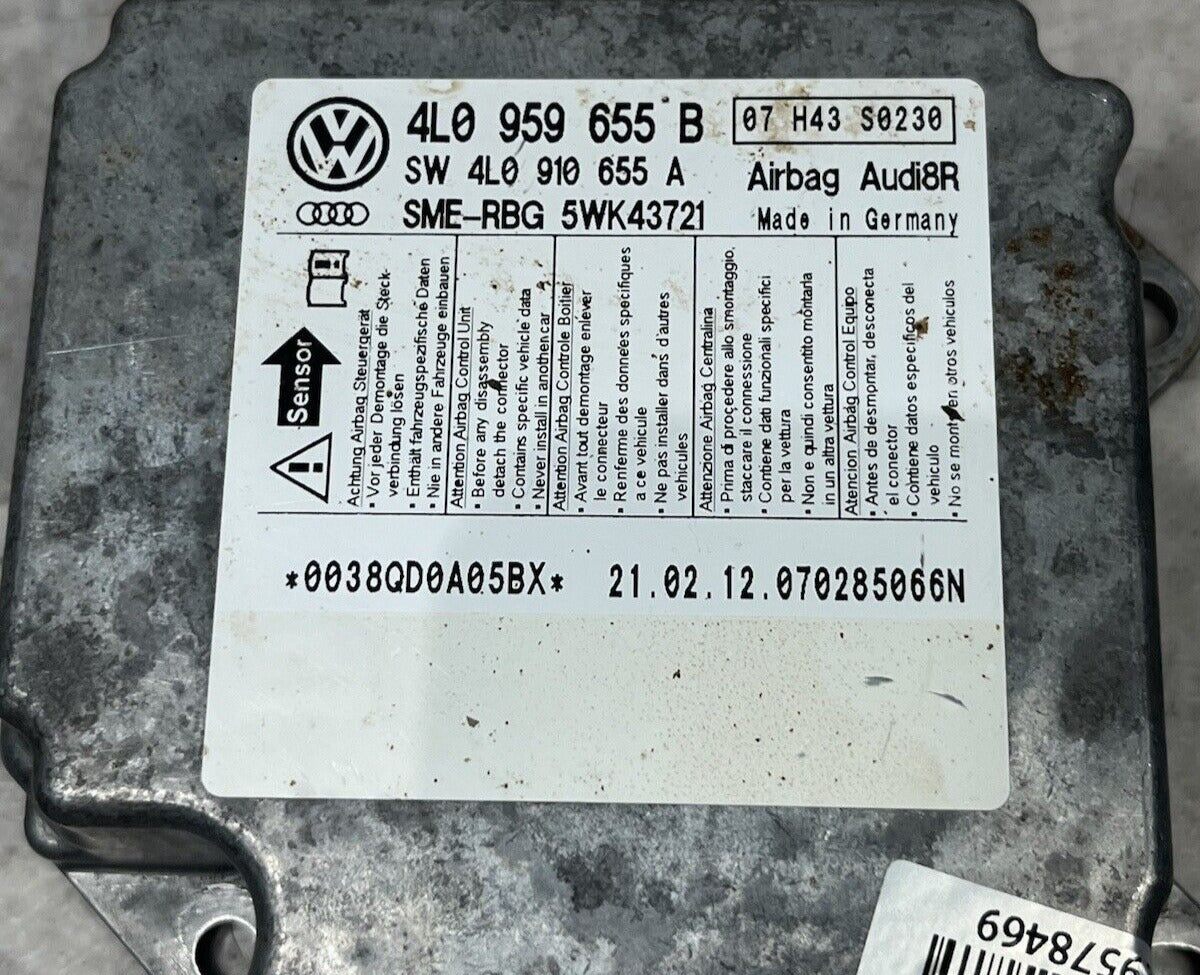 4L0 959 655 B
07 H43 S0230
SW 4L0 910 655 A
Airbag Audi8R
SME-RBG 5WK43721
Made in Germany
Sensor
Achtung Airbag Steuergerät
▪ Vor jeder Demontage die Steck-
verbindung lösen
▪ Enthält fahrzeugspezifische Daten
▪ Nie in andere Fahrzeuge einbauen
Attention Airbag Control Unit
▪ Before any disassembly
detach the connector
▪ Contains specific vehicle data
▪ Never install in another car
Attention Airbag Controle Boîtier
▪ Avant tout demontage enlever
le connecteur
▪ Renferme des données specifiques
a ce vehicule
▪ Ne pas installer dans d'autres
vehicules
Attenzione Airbag Centralina
▪ Prima di procedere allo smontaggio,
staccare il connessione
▪ Contiene dati funzionali specifici
per la vettura
▪ Non e quindi consentito montarla
in un altra vettura
Atencion Airbag Control Equipo
▪ Antes de desmontar, desconecta
el conector
▪ Contiene datos especificos del
vehiculo
▪ No se monten en otros vehiculos
*0038QD0A05BX*
21.02.12.070285066N
9578469